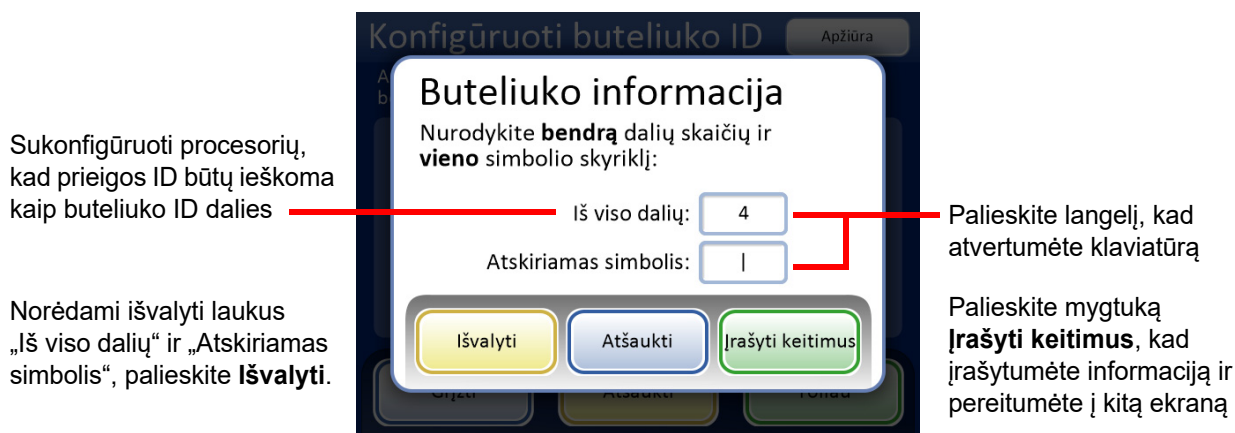 Konfigūruoti buteliuko ID
Apžiūra
A
b
Buteliuko informacija
Nurodykite bendrą dalių skaičių ir
vieno simbolio skyriklį:
Iš viso dalių:
4
Atskiriamas simbolis:
|
Išvalyti
Atšaukti
Įrašyti keitimus
Grįžti
Atšaukti
Toliau
Sukonfigūruoti procesorių,
kad prieigos ID būtų ieškoma
kaip buteliuko ID dalies
Norėdami išvalyti laukus
„Iš viso dalių“ ir „Atskiriamas
simbolis“, palieskite Išvalyti.
Palieskite langelį, kad
atvertumėte klaviatūrą
Palieskite mygtuką
Įrašyti keitimus, kad
įrašytumėte informaciją ir
pereitumėte į kitą ekraną